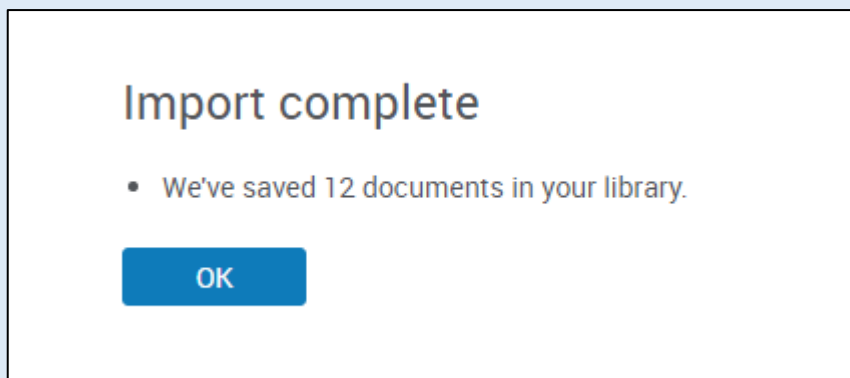 Import complete
• We've saved 12 documents in your library.
OK